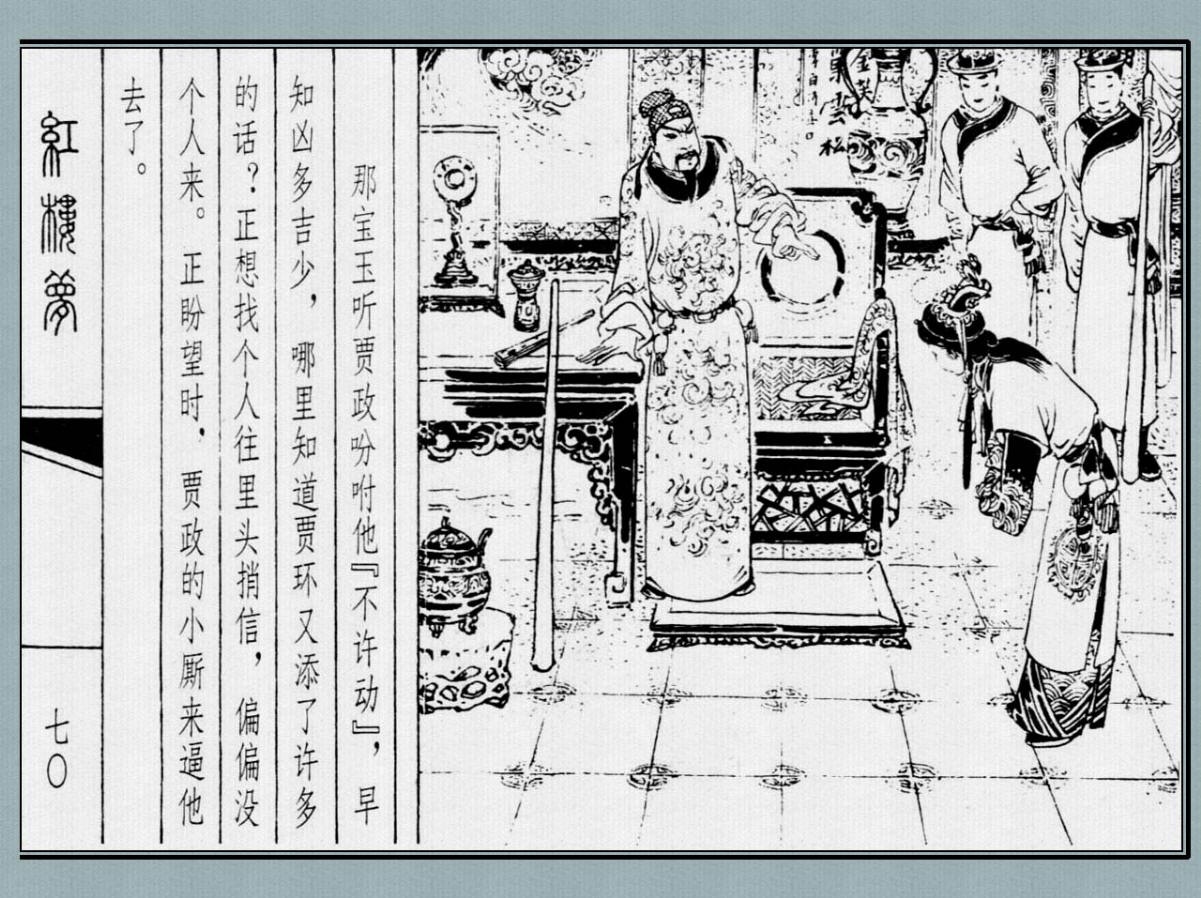 那宝玉听贾政吩咐他『不许动』，早
知凶多吉少，哪里知道贾环又添了许多
的话？正想找个人往里头捎信，偏偏没
个人来。正盼望时，贾政的小厮来逼他
去了。
紅樓夢
七〇